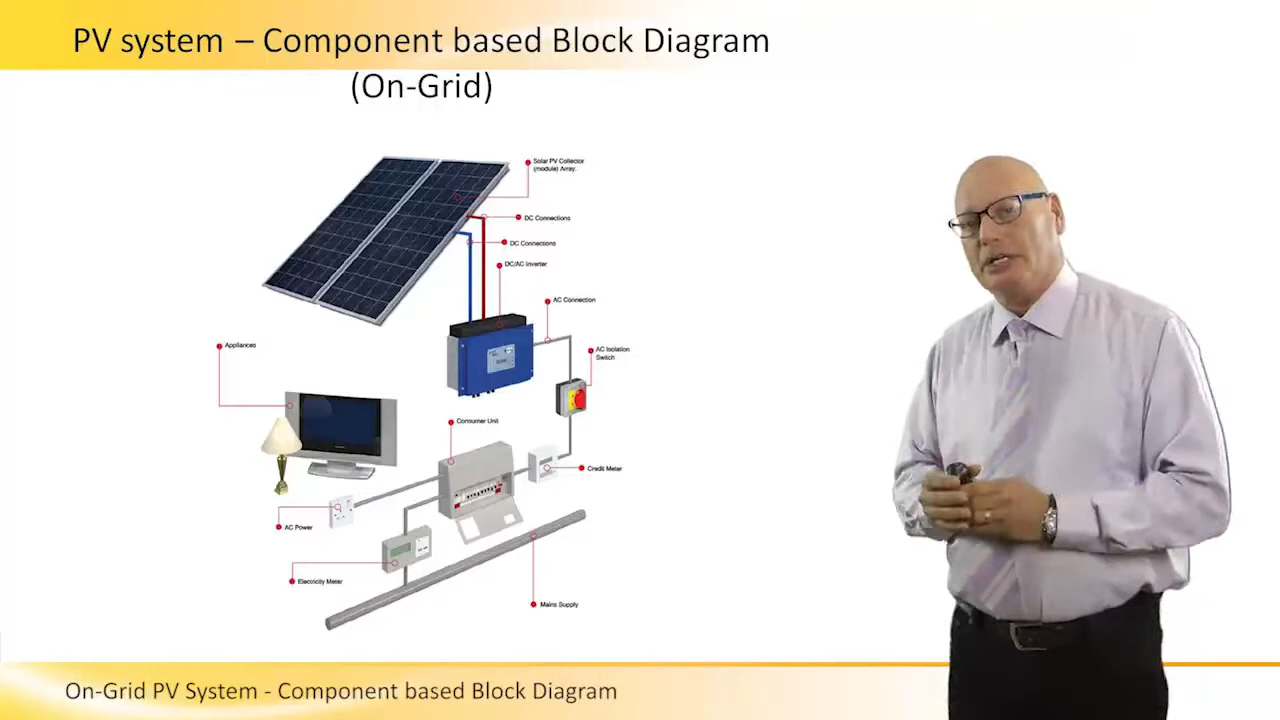 PV system – Component based Block Diagram
(On-Grid)
Solar PV Collector
(module) Array.
DC Connections
DC Connections
DC/AC Inverter
AC Connection
Appliances
AC Isolation
Switch
Consumer Unit
Credit Meter
AC Power
Electricity Meter
Mains Supply
On-Grid PV System - Component based Block Diagram